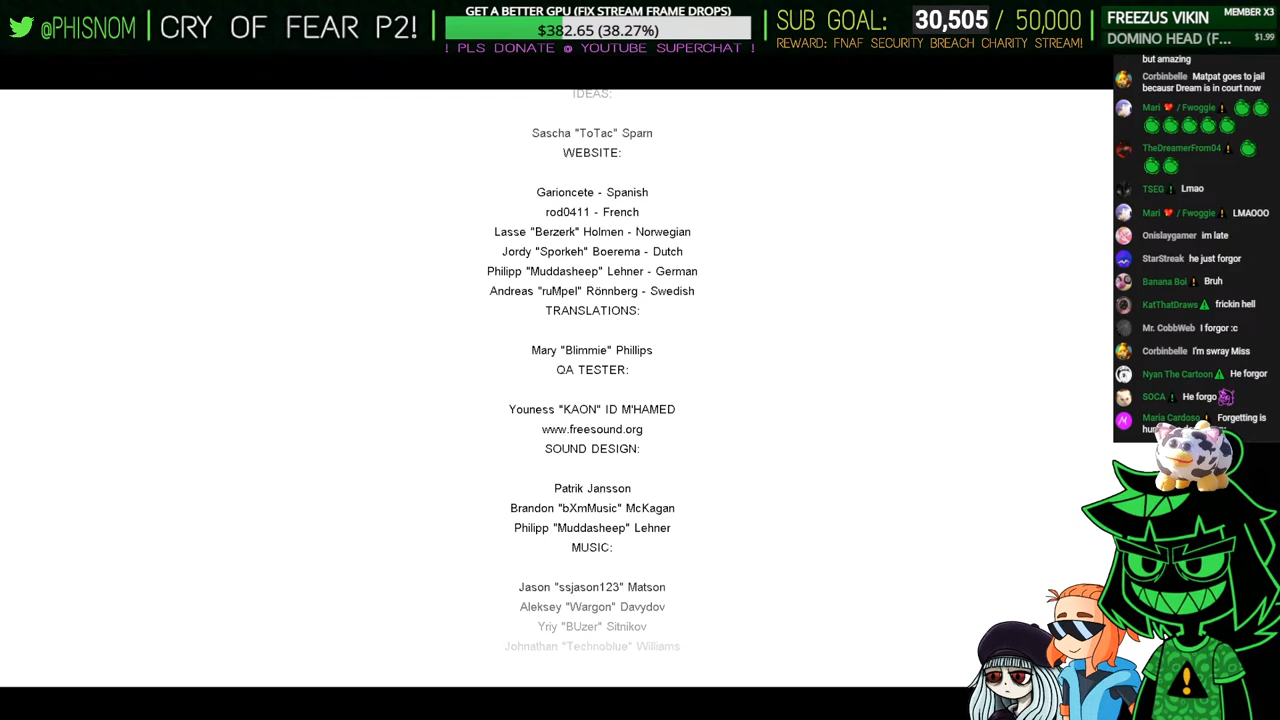 @PHISNOM
CRY OF FEAR P2!
GET A BETTER GPU (FIX STREAM FRAME DROPS)
$382.65 (38.27%)
! PLS DONATE @ YOUTUBE SUPERCHAT !
SUB GOAL: 30,505 / 50,000
REWARD: FNAF SECURITY BREACH CHARITY STREAM!
FREEZUS VIKIN MEMBER X3
DOMINO HEAD (F... $1.99
IDEAS:
Sascha "ToTac" Sparn
WEBSITE:
Garioncete - Spanish
rod0411 - French
Lasse "Berzerk" Holmen - Norwegian
Jordy "Sporkeh" Boerema - Dutch
Philipp "Muddasheep" Lehner - German
Andreas "ruMpel" Rönnberg - Swedish
TRANSLATIONS:
Mary "Blimmie" Phillips
QA TESTER:
Youness "KAON" ID M'HAMED
www.freesound.org
SOUND DESIGN:
Patrik Jansson
Brandon "bXmMusic" McKagan
Philipp "Muddasheep" Lehner
MUSIC:
Jason "ssjason123" Matson
Aleksey "Wargon" Davydov
Yriy "BUzer" Sitnikov
Johnathan "Technoblue" Williams
but amazing
Corbinbelle Matpat goes to jail
becausr Dream is in court now
Mari / Fwoggie
TheDreamerFrom04
TSEG Lmao
Mari / Fwoggie LMAOOO
Onislaygamer im late
StarStreak he just forgor
Banana Boi Bruh
KatThatDraws frickin hell
Mr. CobbWeb I forgor :c
Corbinbelle I'm swray Miss
Nyan The Cartoon He forgor
SOCA He forgo
Maria Cardoso Forgetting is